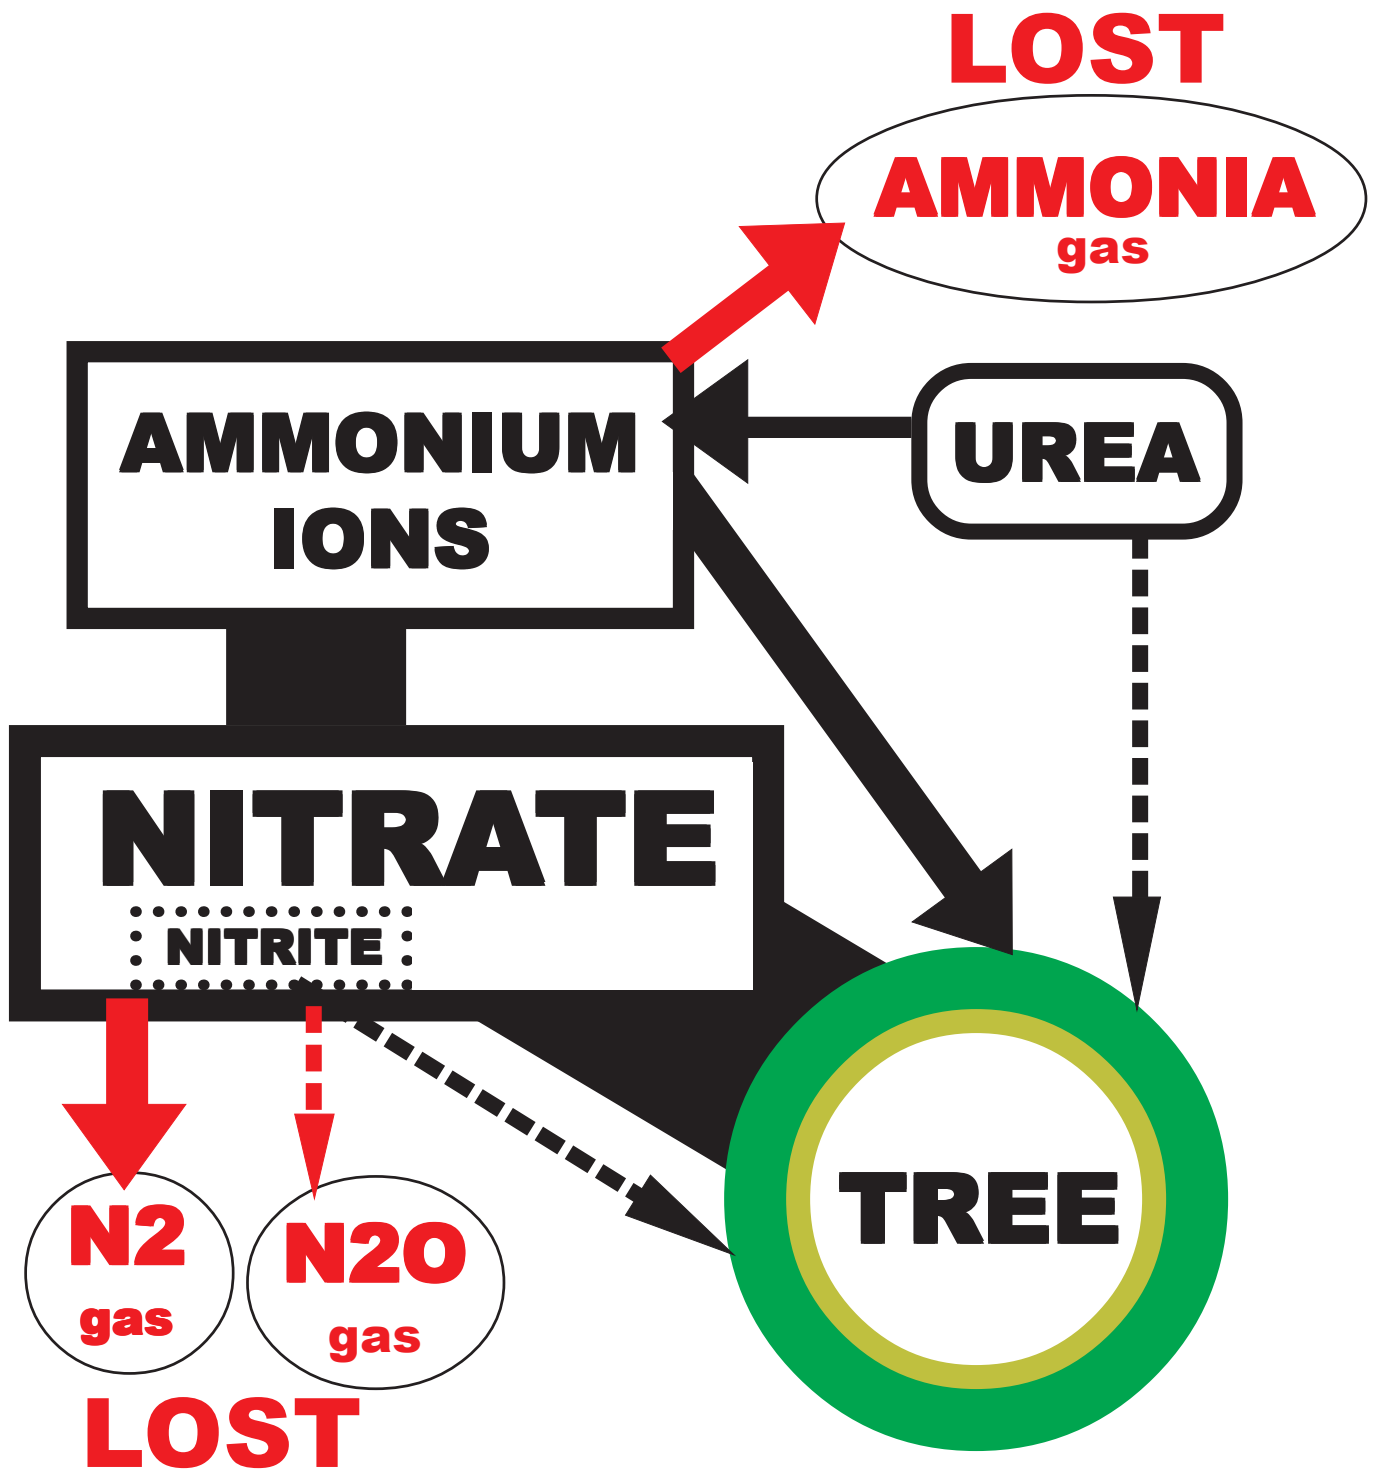 LOST
AMMONIA
gas
AMMONIUM
IONS
UREA
NITRATE
NITRITE
TREE
N2
gas
N2O
gas
LOST